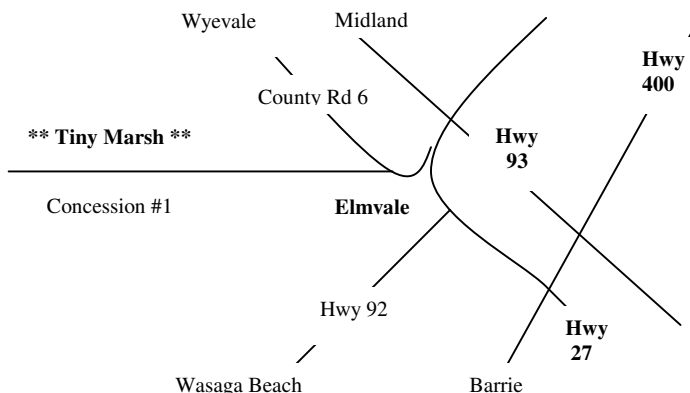 Wyevale
Midland
Hwy
400
County Rd 6
** Tiny Marsh **
Hwy
93
Concession #1
Elmvale
Hwy 92
Hwy
27
Wasaga Beach
Barrie